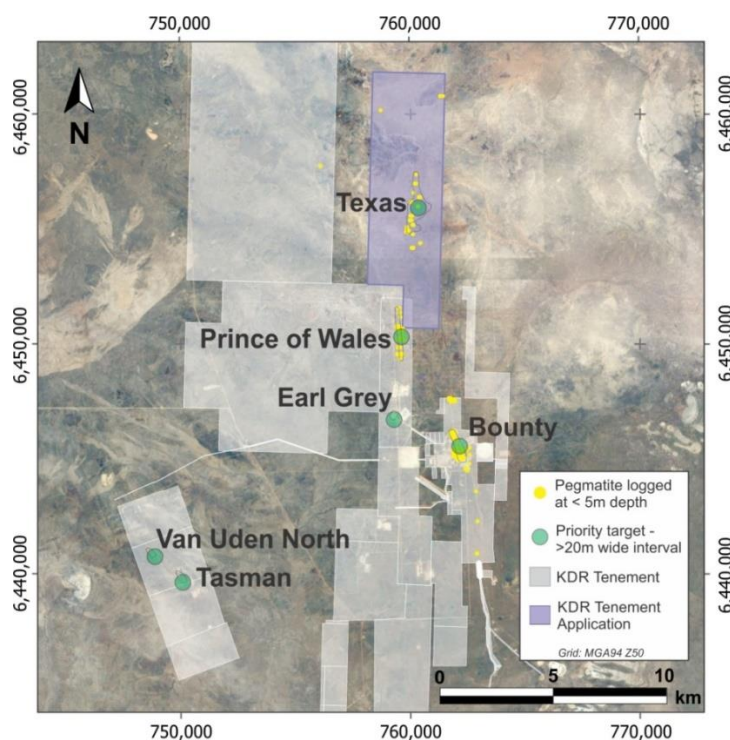 750,000
760,000
770,000
6,460,000
6,460,000
N
Texas
6,450,000
Prince of Wales
6,450,000
Earl Grey
Bounty
Van Uden North
Tasman
6,440,000
6,440,000
Pegmatite logged
at < 5m depth
Priority target -
>20m wide interval
KDR Tenement
KDR Tenement
Application
Grid: MGA94 Z50
0
5
10
km
750,000
760,000
770,000